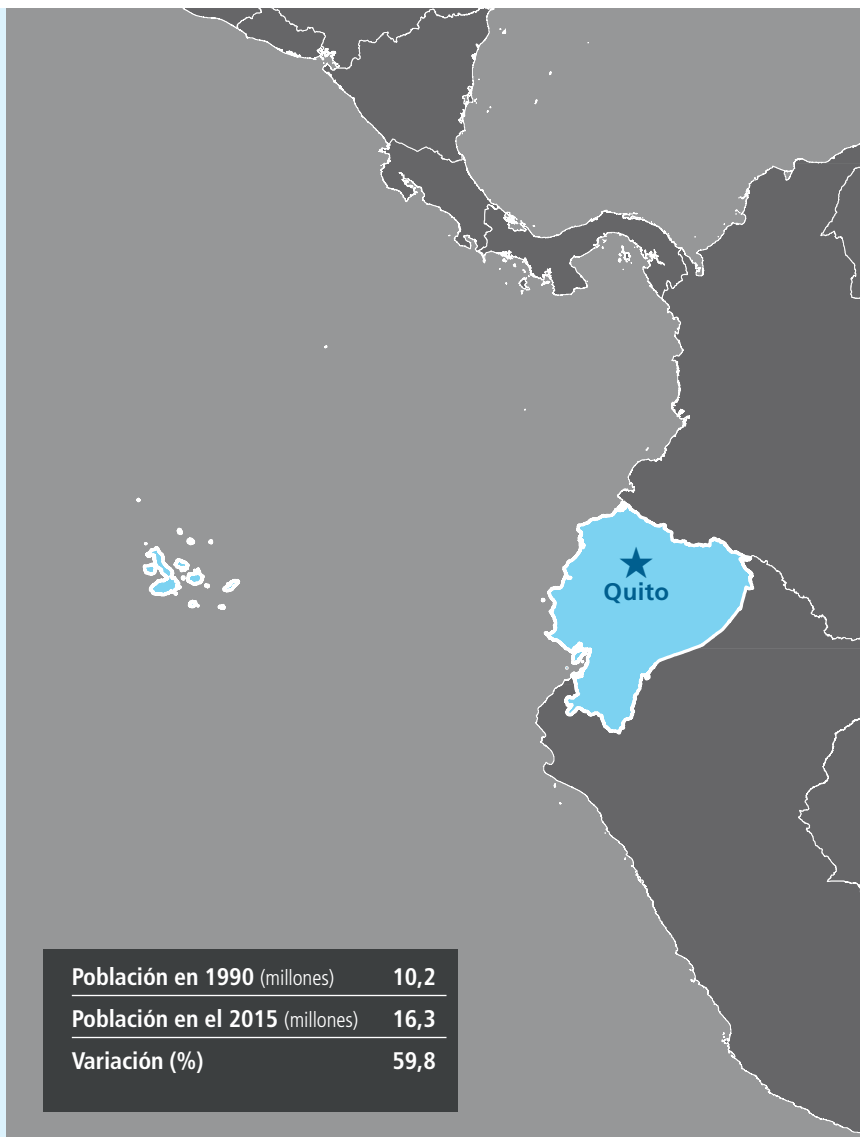 Quito
Población en 1990 (millones) 10,2
Población en el 2015 (millones) 16,3
Variación (%) 59,8